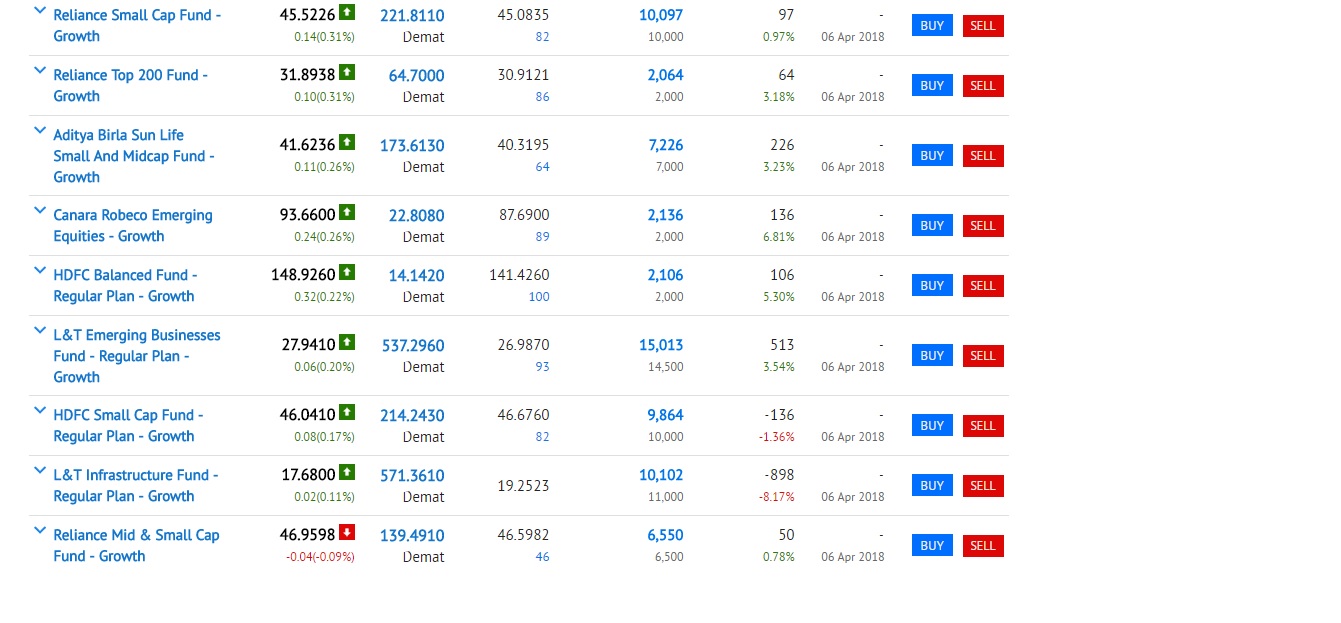 Reliance Small Cap Fund - 45.5226 221.8110 45.0835 10,097 97 -
Growth 0.14(0.31%) Demat 82 10,000 0.97% 06 Apr 2018 BUY SELL
Reliance Top 200 Fund - 31.8938 64.7000 30.9121 2,064 64 -
Growth 0.10(0.31%) Demat 86 2,000 3.18% 06 Apr 2018 BUY SELL
Aditya Birla Sun Life
Small And Midcap Fund - 41.6236 173.6130 40.3195 7,226 226 -
Growth 0.11(0.26%) Demat 64 7,000 3.23% 06 Apr 2018 BUY SELL
Canara Robeco Emerging 93.6600 22.8080 87.6900 2,136 136 -
Equities - Growth 0.24(0.26%) Demat 89 2,000 6.81% 06 Apr 2018 BUY SELL
HDFC Balanced Fund - 148.9260 14.1420 141.4260 2,106 106 -
Regular Plan - Growth 0.32(0.22%) Demat 100 2,000 5.30% 06 Apr 2018 BUY SELL
L&T Emerging Businesses
Fund - Regular Plan - 27.9410 537.2960 26.9870 15,013 513 -
Growth 0.06(0.20%) Demat 93 14,500 3.54% 06 Apr 2018 BUY SELL
HDFC Small Cap Fund - 46.0410 214.2430 46.6760 9,864 -136 -
Regular Plan - Growth 0.08(0.17%) Demat 82 10,000 -1.36% 06 Apr 2018 BUY SELL
L&T Infrastructure Fund - 17.6800 571.3610 19.2523 10,102 -898 -
Regular Plan - Growth 0.02(0.11%) Demat 11,000 -8.17% 06 Apr 2018 BUY SELL
Reliance Mid & Small Cap 46.9598 139.4910 46.5982 6,550 50 -
Fund - Growth -0.04(-0.09%) Demat 46 6,500 0.78% 06 Apr 2018 BUY SELL